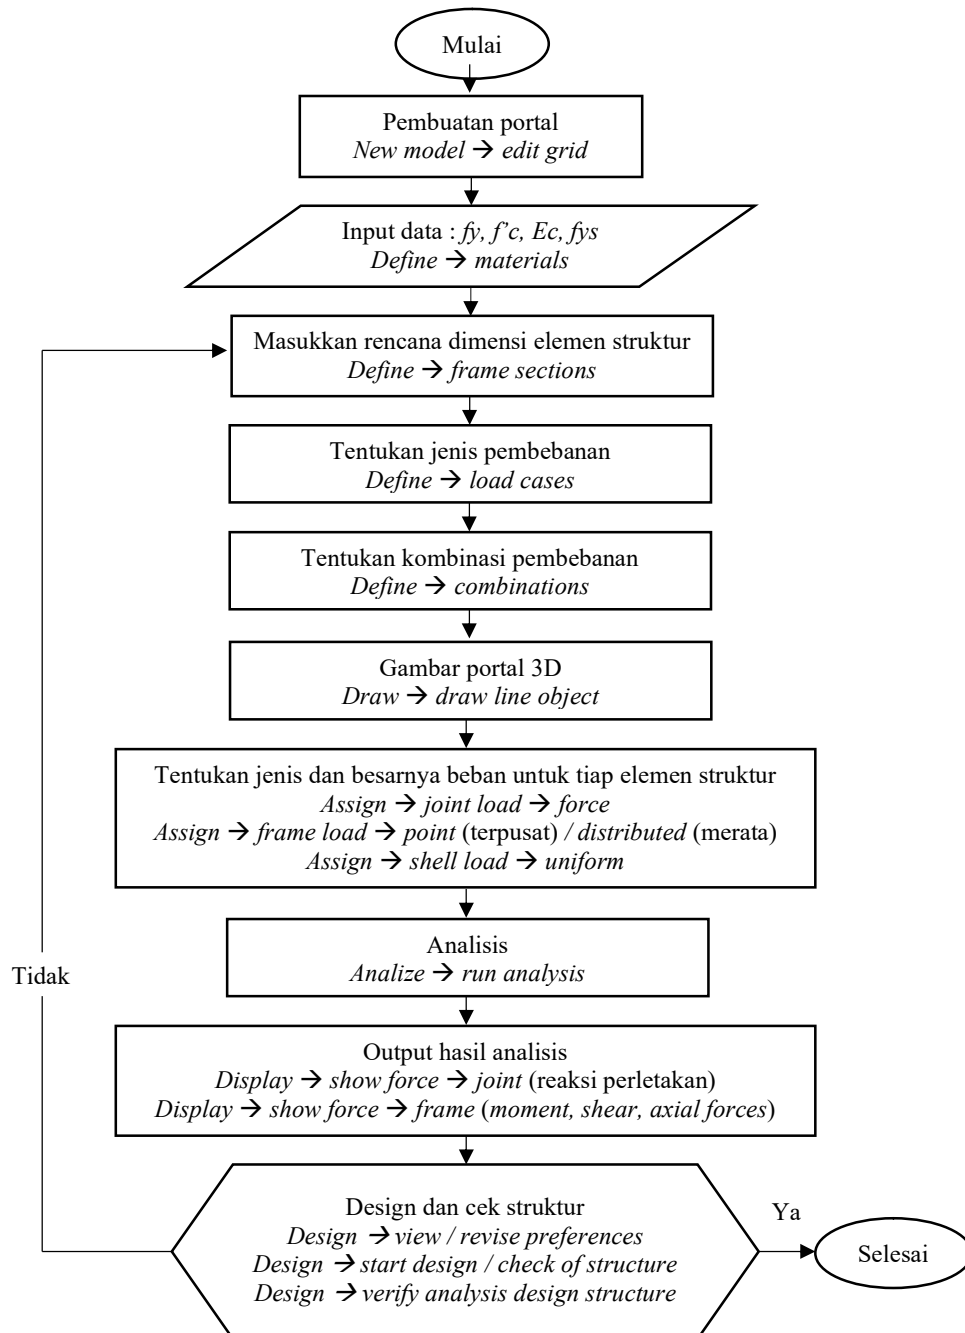 Mulai
Pembuatan portal
New model → edit grid
Input data : fy, f’c, Ec, fys
Define → materials
Masukkan rencana dimensi elemen struktur
Define → frame sections
Tentukan jenis pembebanan
Define → load cases
Tentukan kombinasi pembebanan
Define → combinations
Gambar portal 3D
Draw → draw line object
Tentukan jenis dan besarnya beban untuk tiap elemen struktur
Assign → joint load → force
Assign → frame load → point (terpusat) / distributed (merata)
Assign → shell load → uniform
Analisis
Analize → run analysis
Tidak
Output hasil analisis
Display → show force → joint (reaksi perletakan)
Display → show force → frame (moment, shear, axial forces)
Design dan cek struktur
Design → view / revise preferences
Design → start design / check of structure
Design → verify analysis design structure
Ya
Selesai